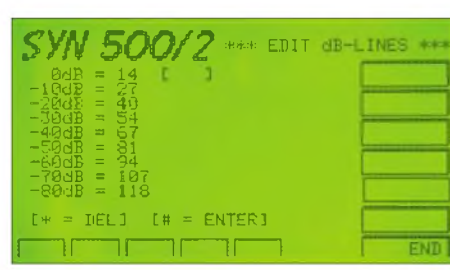 SYN 500/2 *** EDIT dB-LINES ***
0dB = 14 [ ]
-10dB = 27
-20dB = 40
-30dB = 54
-40dB = 67
-50dB = 81
-60dB = 94
-70dB = 107
-80dB = 118
[* = DEL] [# = ENTER]
END